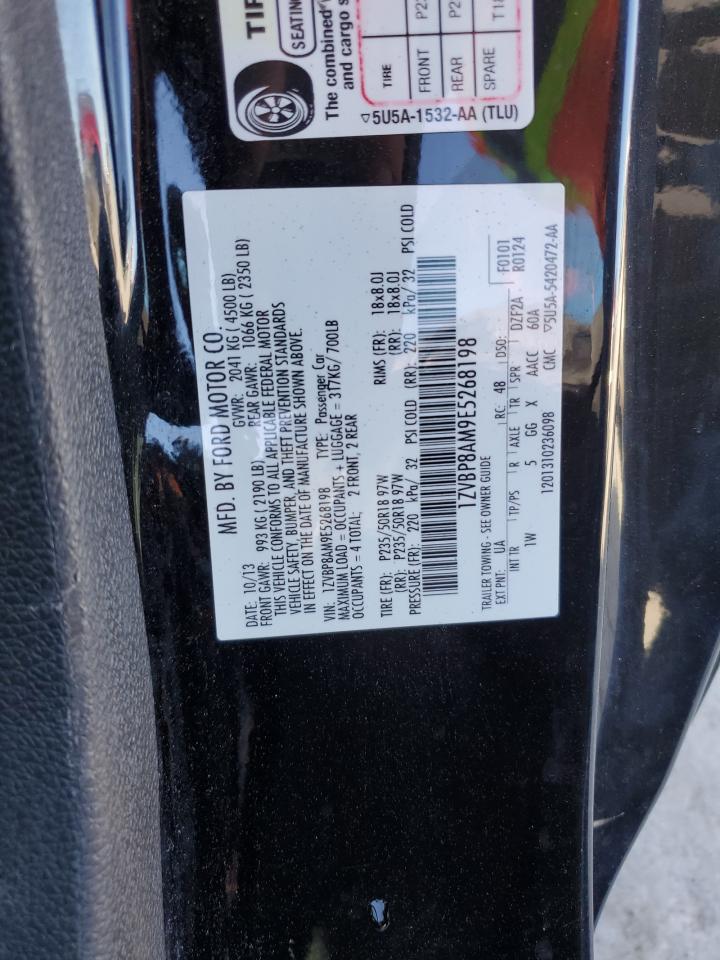 TIR
SEATING
The combined
and cargo s
TIRE
FRONT P23
REAR P2
SPARE T18
▽5U5A-1532-AA (TLU)
MFD. BY FORD MOTOR CO.
DATE: 10/13 GVWR: 2041 KG ( 4500 LB)
FRONT GAWR: 993 KG ( 2190 LB) REAR GAWR: 1066 KG ( 2350 LB)
THIS VEHICLE CONFORMS TO ALL APPLICABLE FEDERAL MOTOR
VEHICLE SAFETY, BUMPER, AND THEFT PREVENTION STANDARDS
IN EFFECT ON THE DATE OF MANUFACTURE SHOWN ABOVE.
VIN: 1ZVBP8AM9E5268198 TYPE: Passenger Car
MAXIMUM LOAD = OCCUPANTS + LUGGAGE = 317KG/700LB
OCCUPANTS = 4 TOTAL; 2 FRONT, 2 REAR
TIRE (FR): P235/50R18 97W RIMS (FR): 18x8.0J
(RR): P235/50R18 97W (RR): 18x8.0J
PRESSURE (FR): 220 kPa/ 32 PSI COLD (RR): 220 kPa/ 32 PSI COLD
1ZVBP8AM9E5268198
TRAILER TOWING - SEE OWNER GUIDE
EXT PNT: UA RC: 48 DSO: F0101
INT TR TP/PS R AXLE TR SPR DZF2A R0124
1W 5 GG X AACC 60A
1201310236098 CMC ▽5U5A-5420472-AA